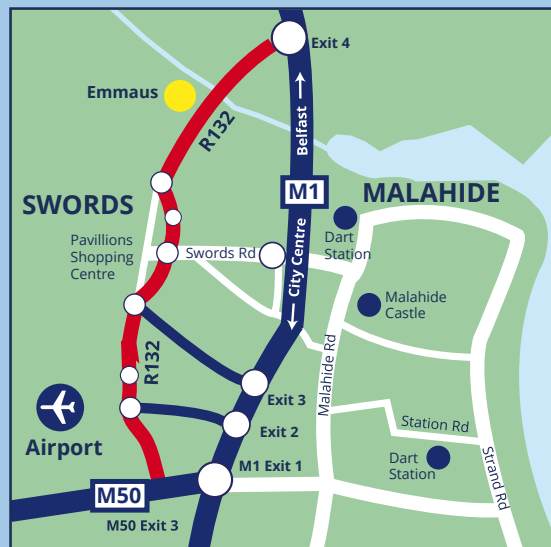 Exit 4
Emmaus
R132
Belfast
SWORDS
M1
MALAHIDE
Pavillions
Shopping
Centre
Swords Rd
City Centre
Dart
Station
Malahide
Castle
R132
Malahide Rd
Exit 3
Airport
Exit 2
Station Rd
Dart
Station
Strand Rd
M1 Exit 1
M50
M50 Exit 3